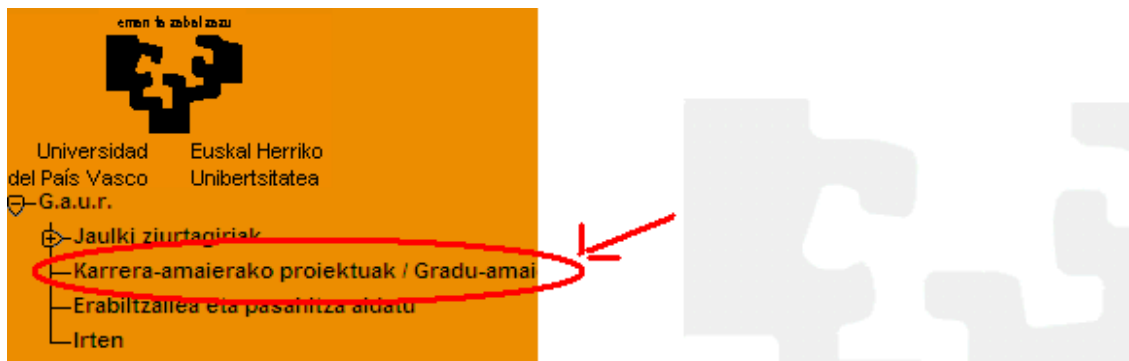 eman ta zabal zazu
Universidad Euskal Herriko
del País Vasco Unibertsitatea
G.a.u.r.
Jaulki ziurtagiriak
Karrera-amaierako proiektuak / Gradu-amai
Erabiltzailea eta pasahitza aldatu
Irten